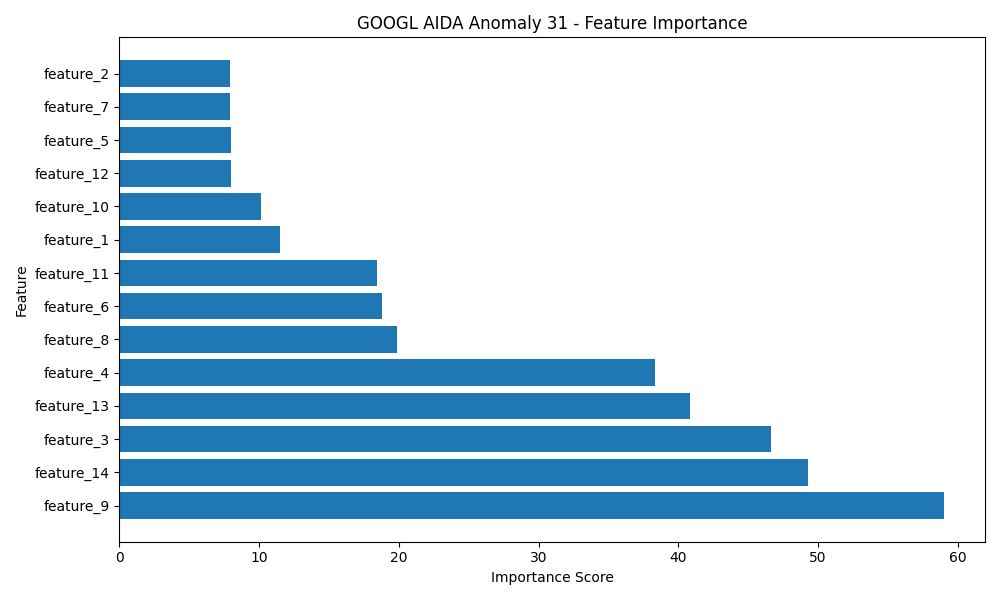 GOOGL AIDA Anomaly 31 - Feature Importance
Feature
feature_2
feature_7
feature_5
feature_12
feature_10
feature_1
feature_11
feature_6
feature_8
feature_4
feature_13
feature_3
feature_14
feature_9
0 10 20 30 40 50 60
Importance Score